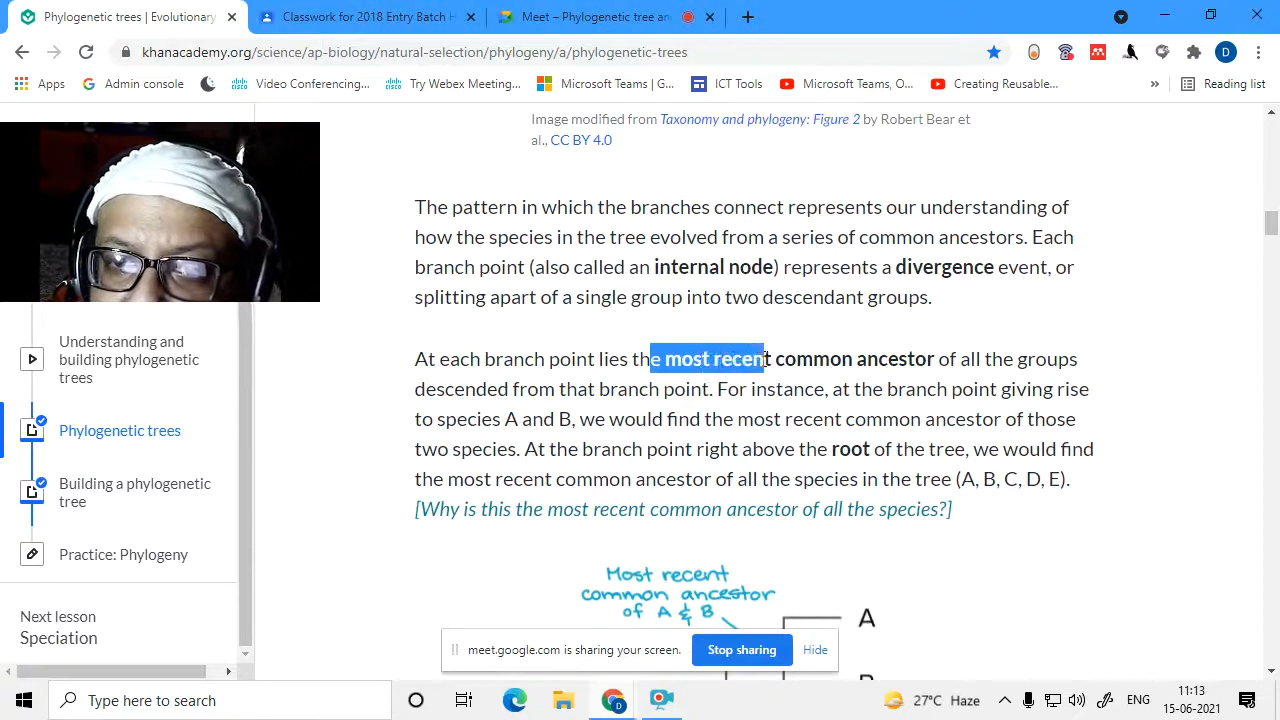 Phylogenetic trees | Evolutionary
Classwork for 2018 Entry Batch H
Meet – Phylogenetic tree an
khanacademy.org/science/ap-biology/natural-selection/phylogeny/a/phylogenetic-trees
D
Apps
Admin console
Video Conferencing...
Try Webex Meeting...
Microsoft Teams | G...
ICT Tools
Microsoft Teams, O...
Creating Reusable...
»
Reading list
Image modified from Taxonomy and phylogeny: Figure 2 by Robert Bear et
al., CC BY 4.0
The pattern in which the branches connect represents our understanding of
how the species in the tree evolved from a series of common ancestors. Each
branch point (also called an internal node) represents a divergence event, or
splitting apart of a single group into two descendant groups.
At each branch point lies the most recent common ancestor of all the groups
descended from that branch point. For instance, at the branch point giving rise
to species A and B, we would find the most recent common ancestor of those
two species. At the branch point right above the root of the tree, we would find
the most recent common ancestor of all the species in the tree (A, B, C, D, E).
[Why is this the most recent common ancestor of all the species?]
Most recent
common ancestor
of A & B
A
Understanding and
building phylogenetic
trees
Phylogenetic trees
Building a phylogenetic
tree
Practice: Phylogeny
Next lesson
Speciation
meet.google.com is sharing your screen.
Stop sharing
Hide
Type here to search
D
27°C Haze
ENG
11:13
15-06-2021